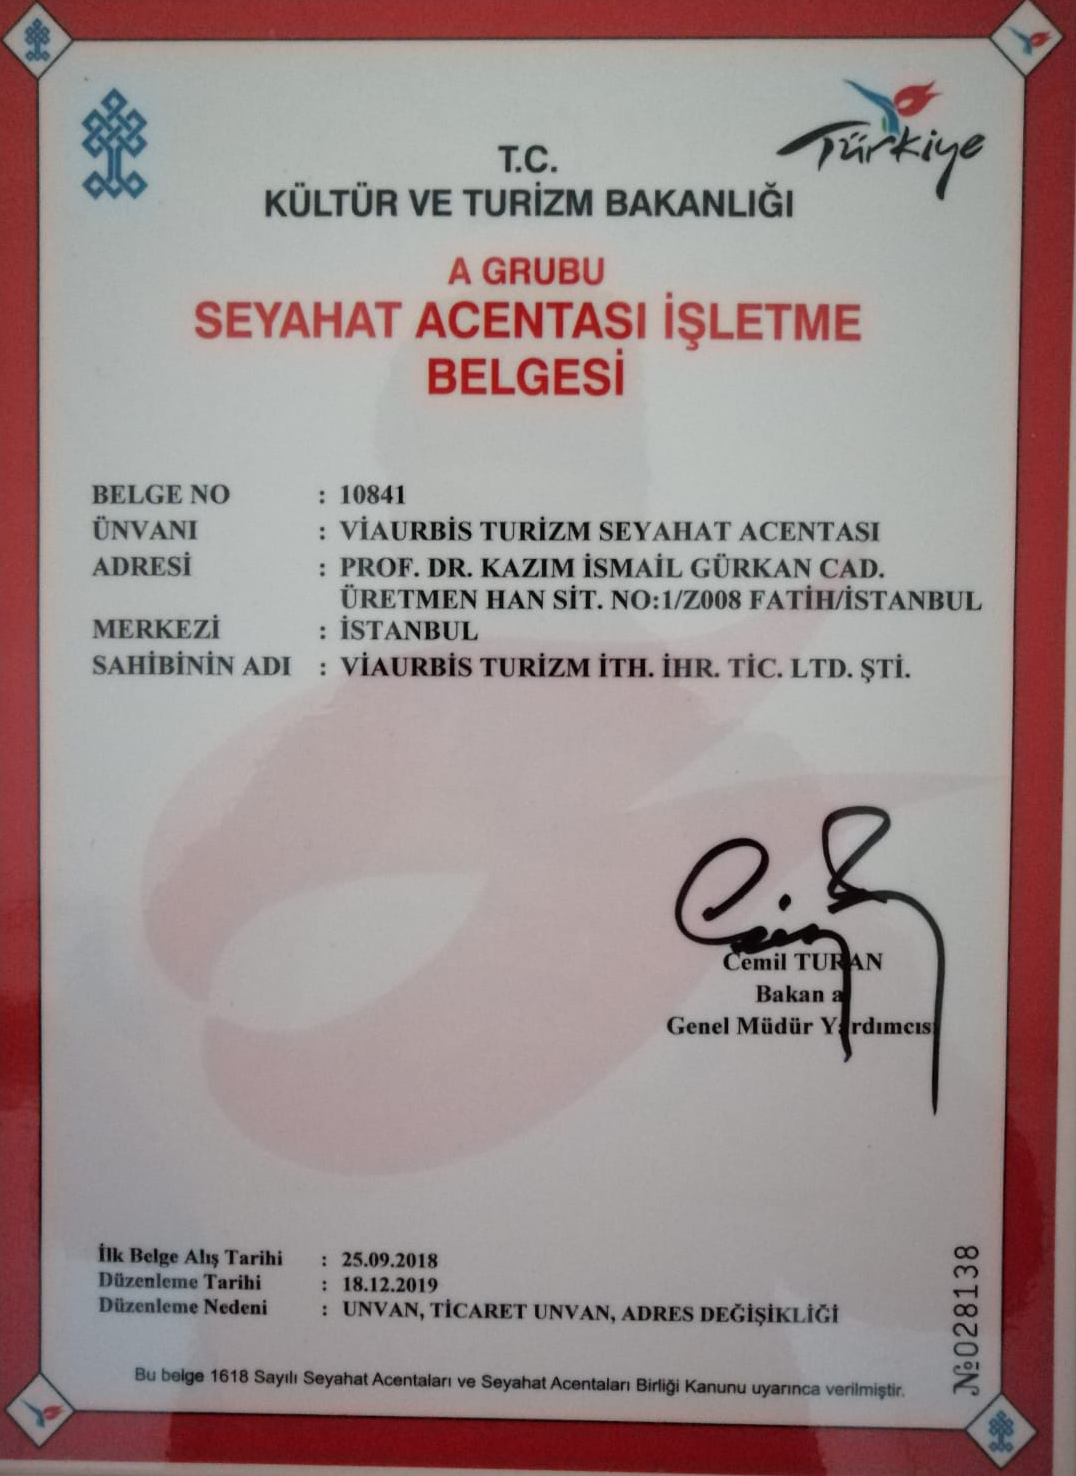 Türkiye
T.C.
KÜLTÜR VE TURİZM BAKANLIĞI
A GRUBU
SEYAHAT ACENTASI İŞLETME
BELGESİ
BELGE NO : 10841
ÜNVANI : VİAURBİS TURİZM SEYAHAT ACENTASI
ADRESİ : PROF. DR. KAZIM İSMAİL GÜRKAN CAD.
ÜRETMEN HAN SİT. NO:1/Z008 FATİH/İSTANBUL
MERKEZİ : İSTANBUL
SAHİBİNİN ADI : VİAURBİS TURİZM İTH. İHR. TİC. LTD. ŞTİ.
Cemil TURAN
Bakan a
Genel Müdür Yardımcısı
İlk Belge Alış Tarihi : 25.09.2018
Düzenleme Tarihi : 18.12.2019
Düzenleme Nedeni : UNVAN, TİCARET UNVAN, ADRES DEĞİŞİKLİĞİ
Bu belge 1618 Sayılı Seyahat Acentaları ve Seyahat Acentaları Birliği Kanunu uyarınca verilmiştir.
№028138